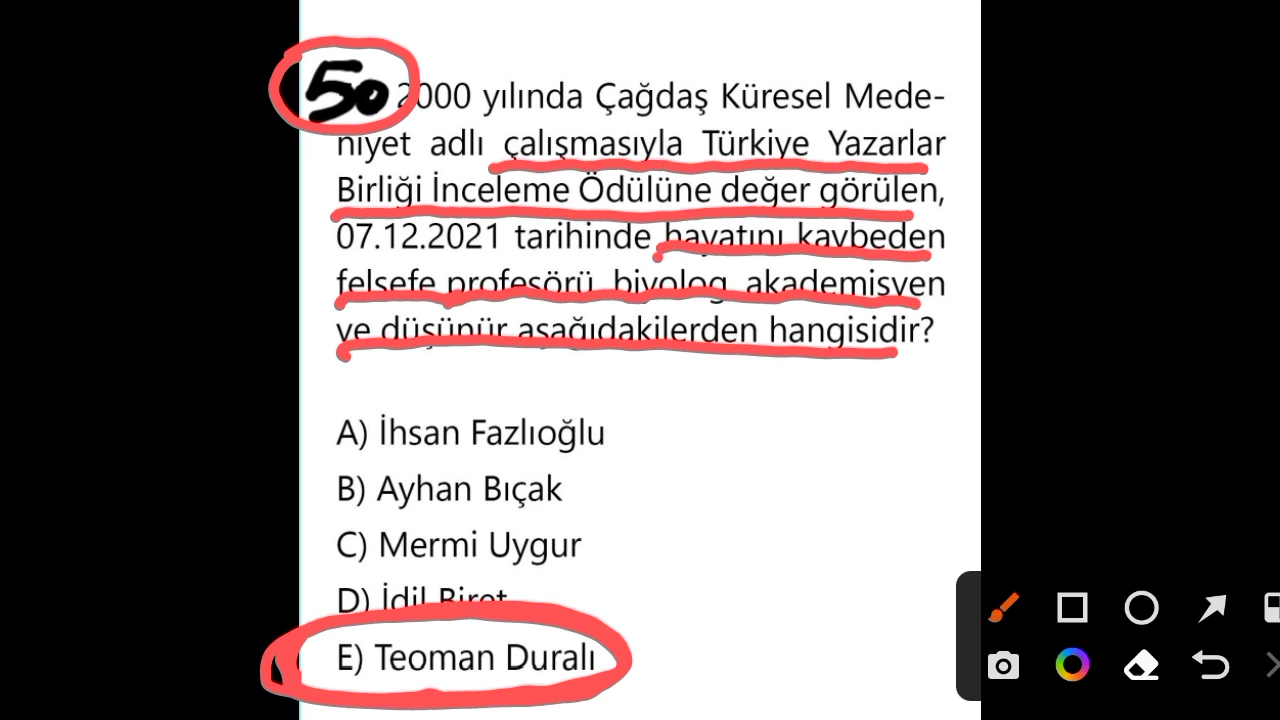 50 2000 yılında Çağdaş Küresel Mede-
niyet adlı çalışmasıyla Türkiye Yazarlar
Birliği İnceleme Ödülüne değer görülen,
07.12.2021 tarihinde hayatını kaybeden
felsefe profesörü, biyolog, akademisyen
ve düşünür aşağıdakilerden hangisidir?
A) İhsan Fazlıoğlu
B) Ayhan Bıçak
C) Mermi Uygur
D) İdil Biret
E) Teoman Duralı